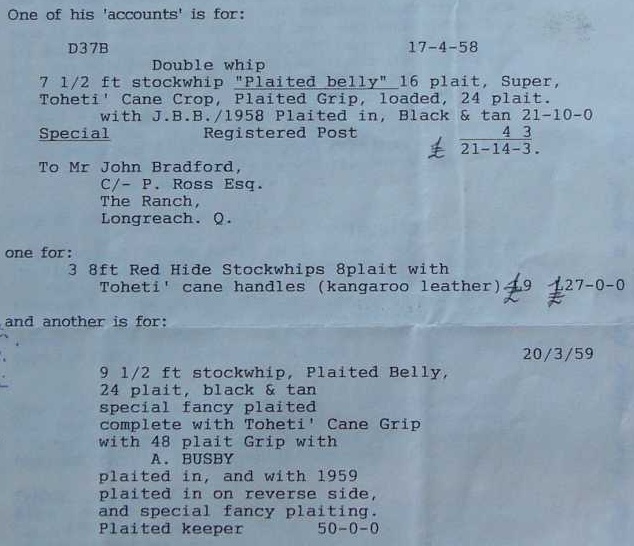 One of his 'accounts' is for:
D37B 17-4-58
Double whip
7 1/2 ft stockwhip "Plaited belly" 16 plait, Super,
Toheti' Cane Crop, Plaited Grip, loaded, 24 plait.
with J.B.B./1958 Plaited in, Black & tan 21-10-0
Special Registered Post 4 3
£ 21-14-3.
To Mr John Bradford,
C/- P. Ross Esq.
The Ranch,
Longreach. Q.
one for:
3 8ft Red Hide Stockwhips 8plait with
Toheti' cane handles (kangaroo leather) £9 £27-0-0
and another is for:
20/3/59
9 1/2 ft stockwhip, Plaited Belly,
24 plait, black & tan
special fancy plaited
complete with Toheti' Cane Grip
with 48 plait Grip with
A. BUSBY
plaited in, and with 1959
plaited in on reverse side,
and special fancy plaiting.
Plaited keeper 50-0-0